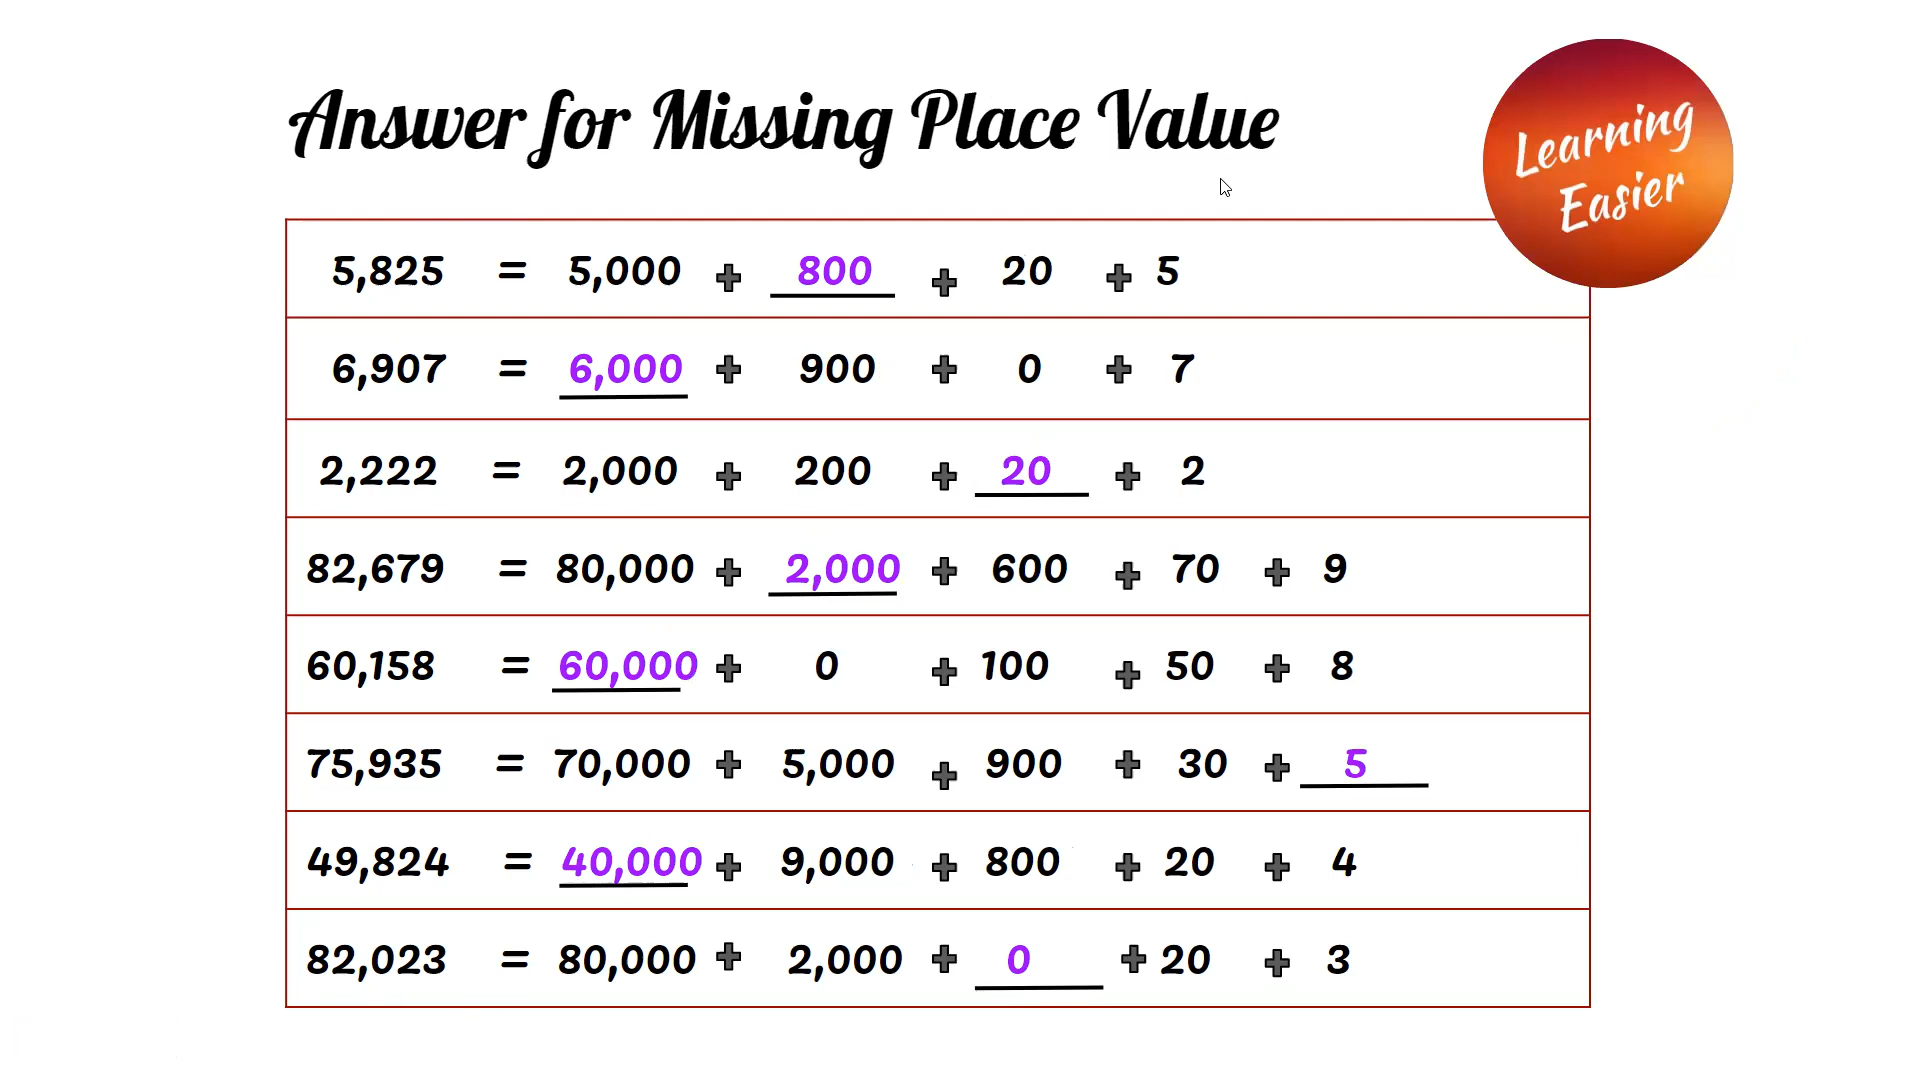 Answer for Missing Place Value
Learning
Easier
5,825 = 5,000 + 800 + 20 + 5
6,907 = 6,000 + 900 + 0 + 7
2,222 = 2,000 + 200 + 20 + 2
82,679 = 80,000 + 2,000 + 600 + 70 + 9
60,158 = 60,000 + 0 + 100 + 50 + 8
75,935 = 70,000 + 5,000 + 900 + 30 + 5
49,824 = 40,000 + 9,000 + 800 + 20 + 4
82,023 = 80,000 + 2,000 + 0 + 20 + 3